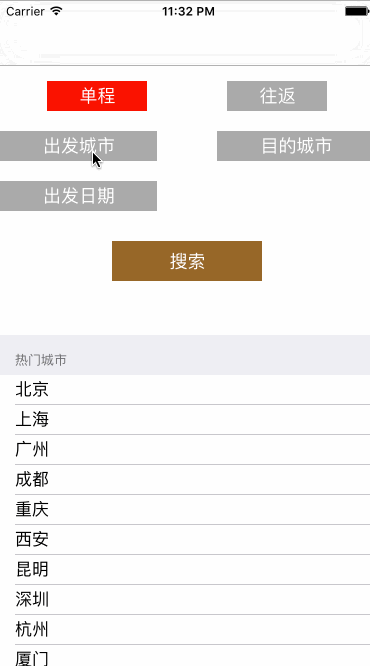 Carrier 11:32 PM
单程 往返
出发城市 目的城市
出发日期
搜索
热门城市
北京
上海
广州
成都
重庆
西安
昆明
深圳
杭州
厦门